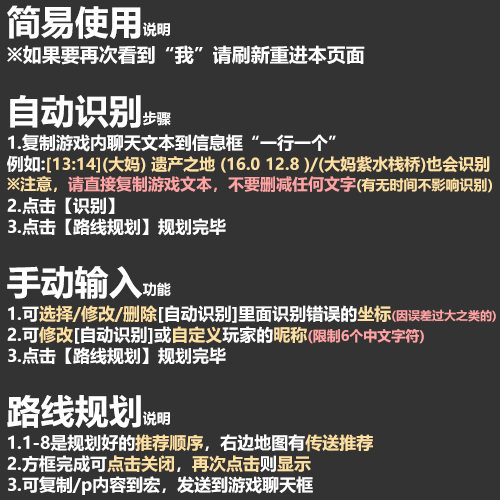 简易使用说明
※如果要再次看到“我”请刷新重进本页面
自动识别步骤
1.复制游戏内聊天文本到信息框“一行一个”
例如:[13:14](大妈) 遗产之地 (16.0 12.8 )/(大妈紫水栈桥)也会识别
※注意，请直接复制游戏文本，不要删减任何文字(有无时间不影响识别)
2.点击【识别】
3.点击【路线规划】规划完毕
手动输入功能
1.可选择/修改/删除[自动识别]里面识别错误的坐标(因误差过大之类的)
2.可修改[自动识别]或自定义玩家的昵称(限制6个中文字符)
3.点击【路线规划】规划完毕
路线规划说明
1.1-8是规划好的推荐顺序，右边地图有传送推荐
2.方框完成可点击关闭，再次点击则显示
3.可复制/p内容到宏，发送到游戏聊天框